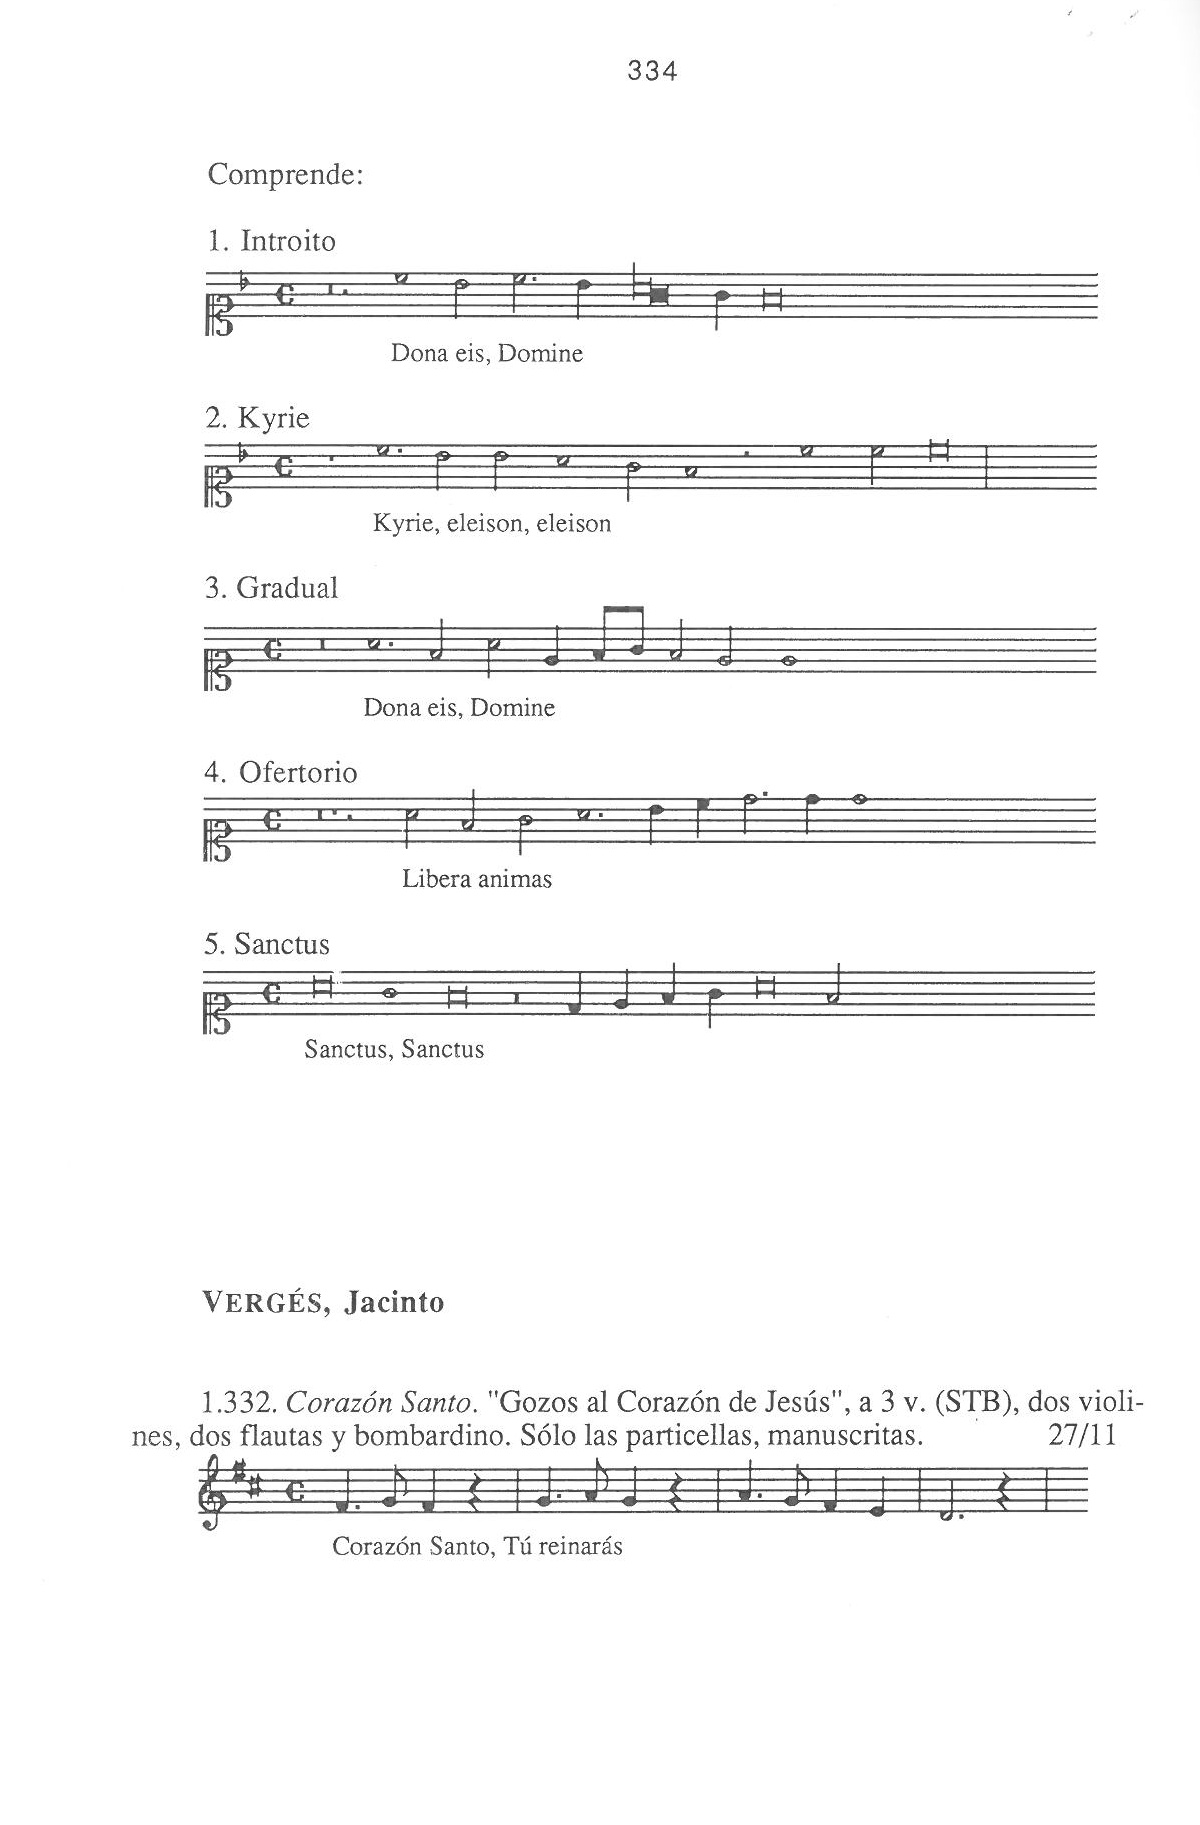 334
Comprende:
1. Introito
Dona eis, Domine
2. Kyrie
Kyrie, eleison, eleison
3. Gradual
Dona eis, Domine
4. Ofertorio
Libera animas
5. Sanctus
Sanctus, Sanctus
VERGÉS, Jacinto
1.332. Corazón Santo. "Gozos al Corazón de Jesús", a 3 v. (STB), dos violi-
nes, dos flautas y bombardino. Sólo las particellas, manuscritas. 27/11
Corazón Santo, Tú reinarás